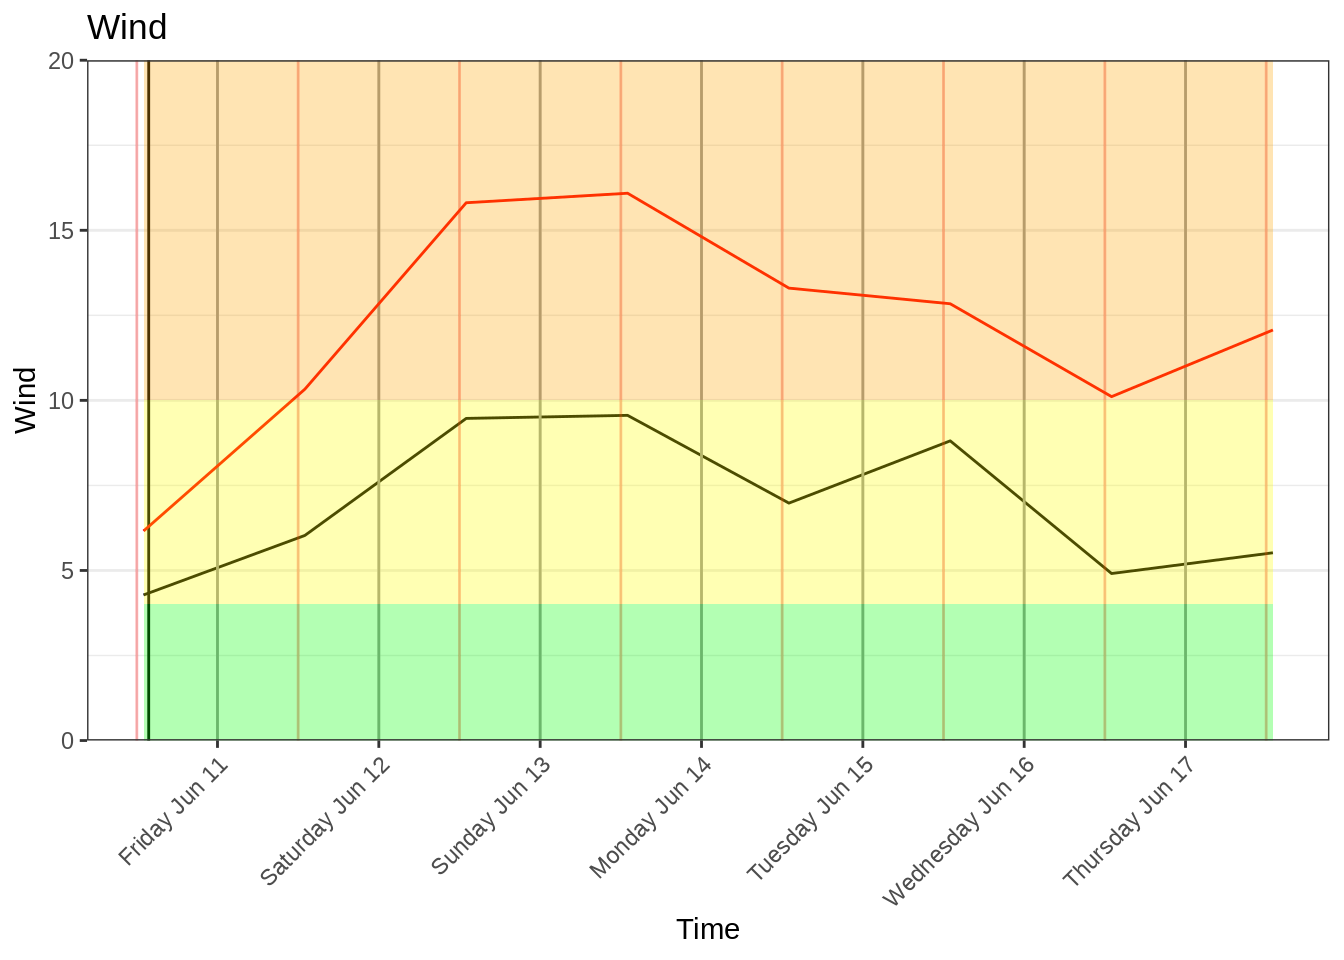 Wind
20
15
10
5
0
Wind
Friday Jun 11
Saturday Jun 12
Sunday Jun 13
Monday Jun 14
Tuesday Jun 15
Wednesday Jun 16
Thursday Jun 17
Time